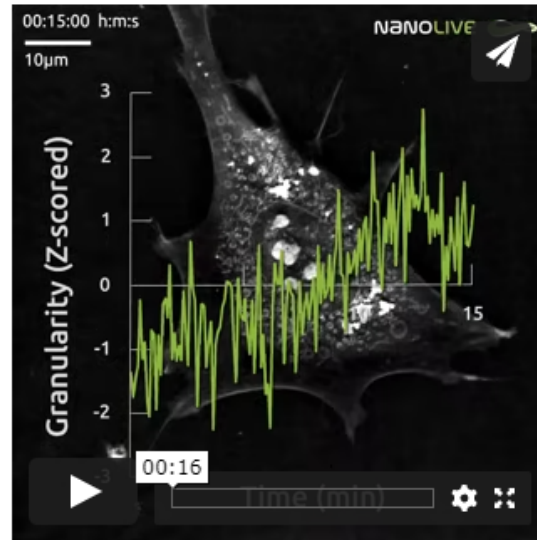 00:15:00 h:m:s
NANOLIVE
10μm
3
2
1
0
-1
-2
-3
15
Granularity (Z-scored)
00:16
Time (min)